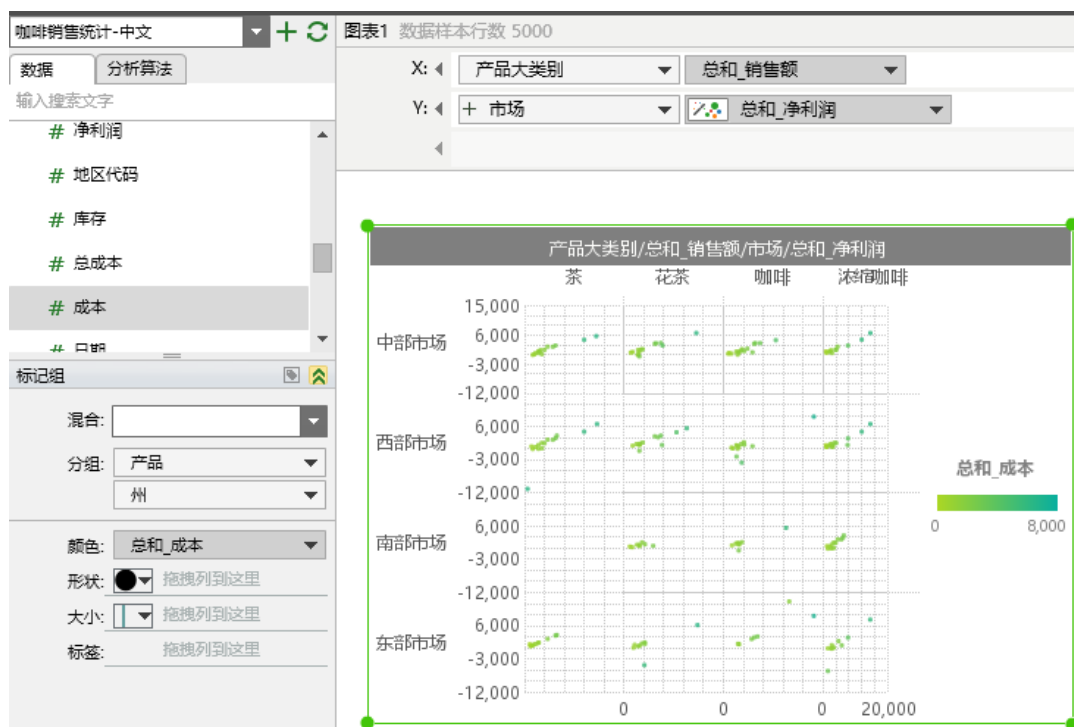 咖啡销售统计-中文
图表1 数据样本行数 5000
数据 分析算法
输入搜索文字
# 净利润
# 地区代码
# 库存
# 总成本
# 成本
# 日期
标记组
混合:
分组: 产品
州
颜色: 总和_成本
形状: 拖拽列到这里
大小: 拖拽列到这里
标签: 拖拽列到这里
X: 产品大类别 总和_销售额
Y: + 市场 总和_净利润
产品大类别/总和_销售额/市场/总和_净利润
茶 花茶 咖啡 浓缩咖啡
15,000
中部市场 6,000
-3,000
-12,000
西部市场 6,000
-3,000
-12,000
南部市场 6,000
-3,000
-12,000
东部市场 6,000
-3,000
-12,000
0 0 0 20,000
总和_成本
0 8,000